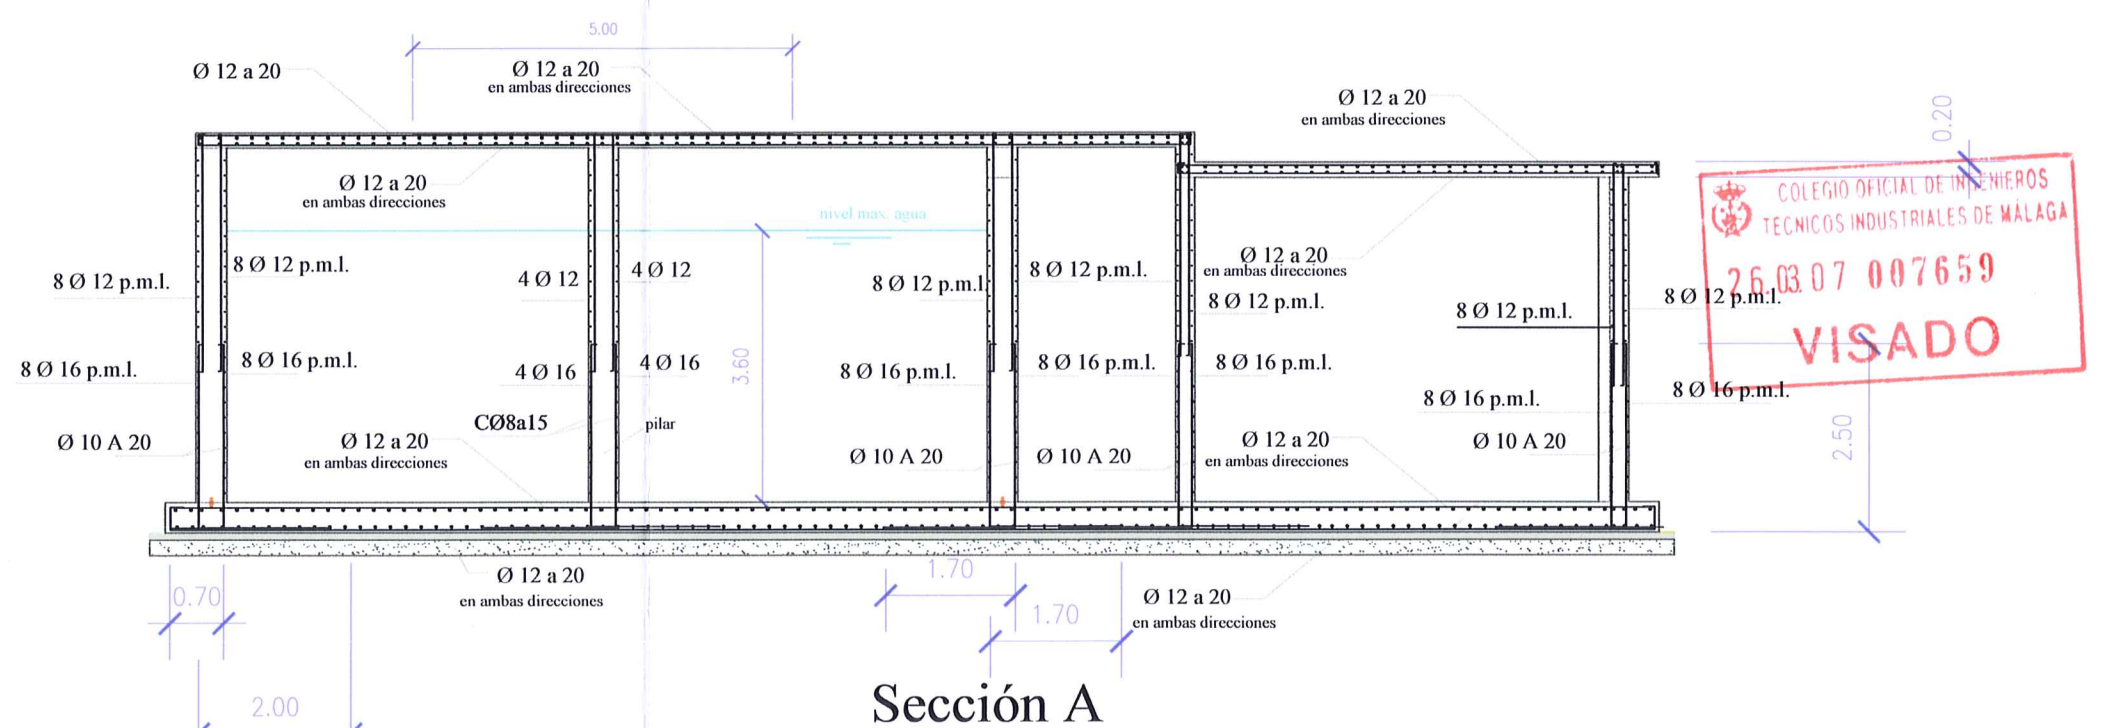 5.00
Ø 12 a 20
Ø 12 a 20
en ambas direcciones
Ø 12 a 20
en ambas direcciones
0.20
Ø 12 a 20
en ambas direcciones
nivel max. agua
COLEGIO OFICIAL DE INGENIEROS
TECNICOS INDUSTRIALES DE MÁLAGA
26.03.07 007659
VISADO
8 Ø 12 p.m.l.
8 Ø 12 p.m.l.
4 Ø 12
4 Ø 12
8 Ø 12 p.m.l.
8 Ø 12 p.m.l.
Ø 12 a 20
en ambas direcciones
8 Ø 12 p.m.l.
8 Ø 12 p.m.l.
8 Ø 12 p.m.l.
8 Ø 16 p.m.l.
8 Ø 16 p.m.l.
4 Ø 16
4 Ø 16
3.60
8 Ø 16 p.m.l.
8 Ø 16 p.m.l.
8 Ø 16 p.m.l.
8 Ø 16 p.m.l.
8 Ø 16 p.m.l.
2.50
CØ8a15
pilar
Ø 10 A 20
Ø 12 a 20
en ambas direcciones
Ø 10 A 20
Ø 10 A 20
Ø 12 a 20
en ambas direcciones
Ø 10 A 20
0.70
Ø 12 a 20
en ambas direcciones
1.70
1.70
Ø 12 a 20
en ambas direcciones
2.00
Sección A